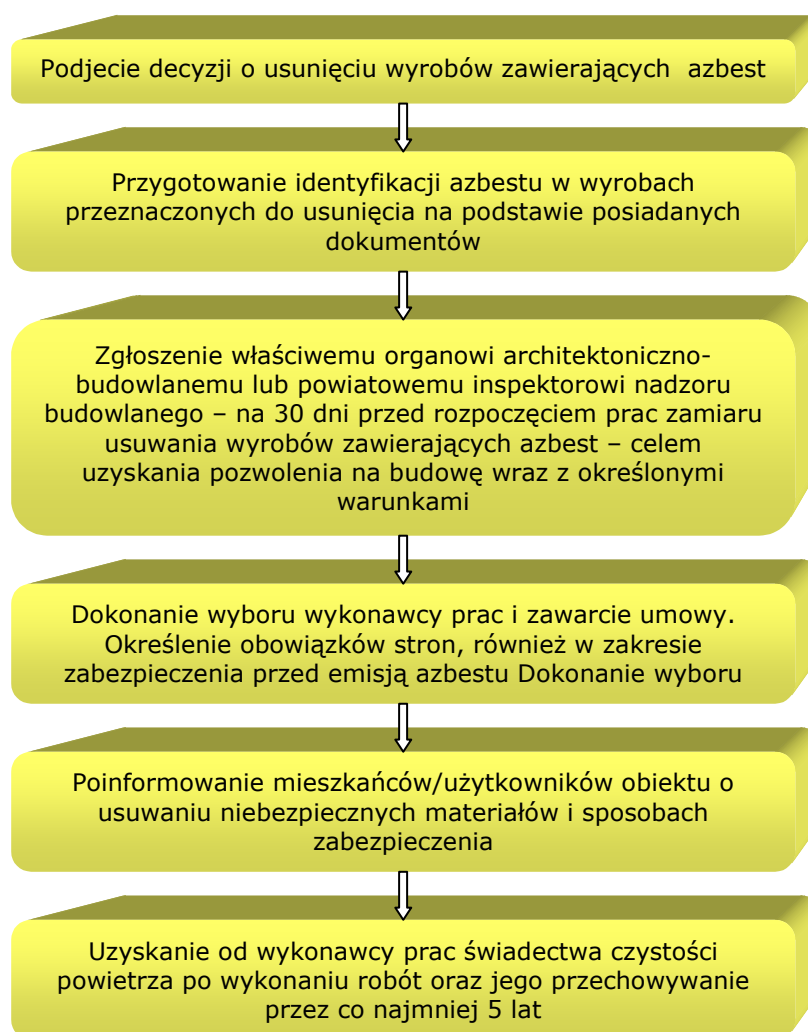 Podjecie decyzji o usunięciu wyrobów zawierających azbest
Przygotowanie identyfikacji azbestu w wyrobach
przeznaczonych do usunięcia na podstawie posiadanych
dokumentów
Zgłoszenie właściwemu organowi architektoniczno-
budowlanemu lub powiatowemu inspektorowi nadzoru
budowlanego – na 30 dni przed rozpoczęciem prac zamiaru
usuwania wyrobów zawierających azbest – celem
uzyskania pozwolenia na budowę wraz z określonymi
warunkami
Dokonanie wyboru wykonawcy prac i zawarcie umowy.
Określenie obowiązków stron, również w zakresie
zabezpieczenia przed emisją azbestu Dokonanie wyboru
Poinformowanie mieszkańców/użytkowników obiektu o
usuwaniu niebezpiecznych materiałów i sposobach
zabezpieczenia
Uzyskanie od wykonawcy prac świadectwa czystości
powietrza po wykonaniu robót oraz jego przechowywanie
przez co najmniej 5 lat